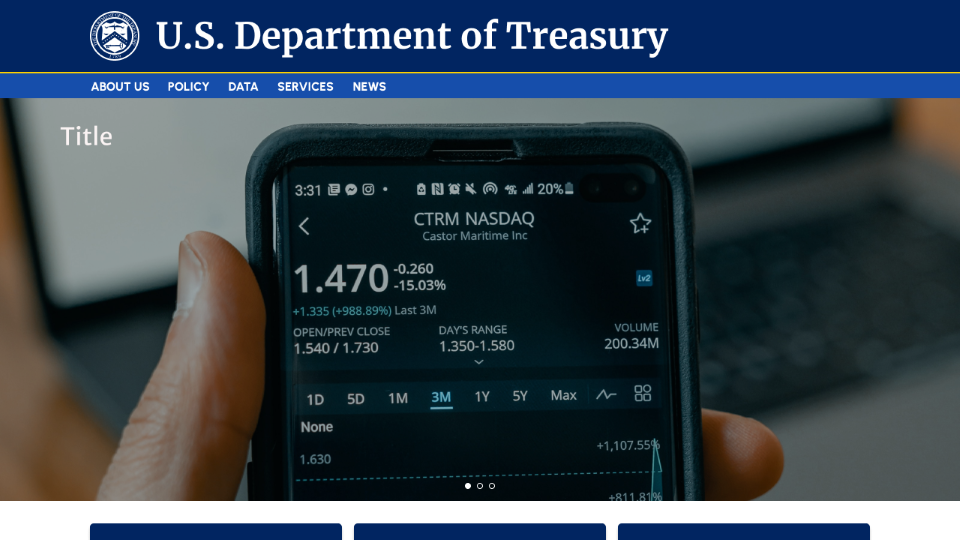 U.S. Department of Treasury
ABOUT US POLICY DATA SERVICES NEWS
Title
3:31 20%
CTRM NASDAQ
Castor Maritime Inc
1.470 -0.260
-15.03%
Lv2
+1.335 (+988.89%) Last 3M
OPEN/PREV CLOSE DAY'S RANGE VOLUME
1.540 / 1.730 1.350-1.580 200.34M
1D 5D 1M 3M 1Y 5Y Max
None
+1,107.55%
1.630
+811.81%